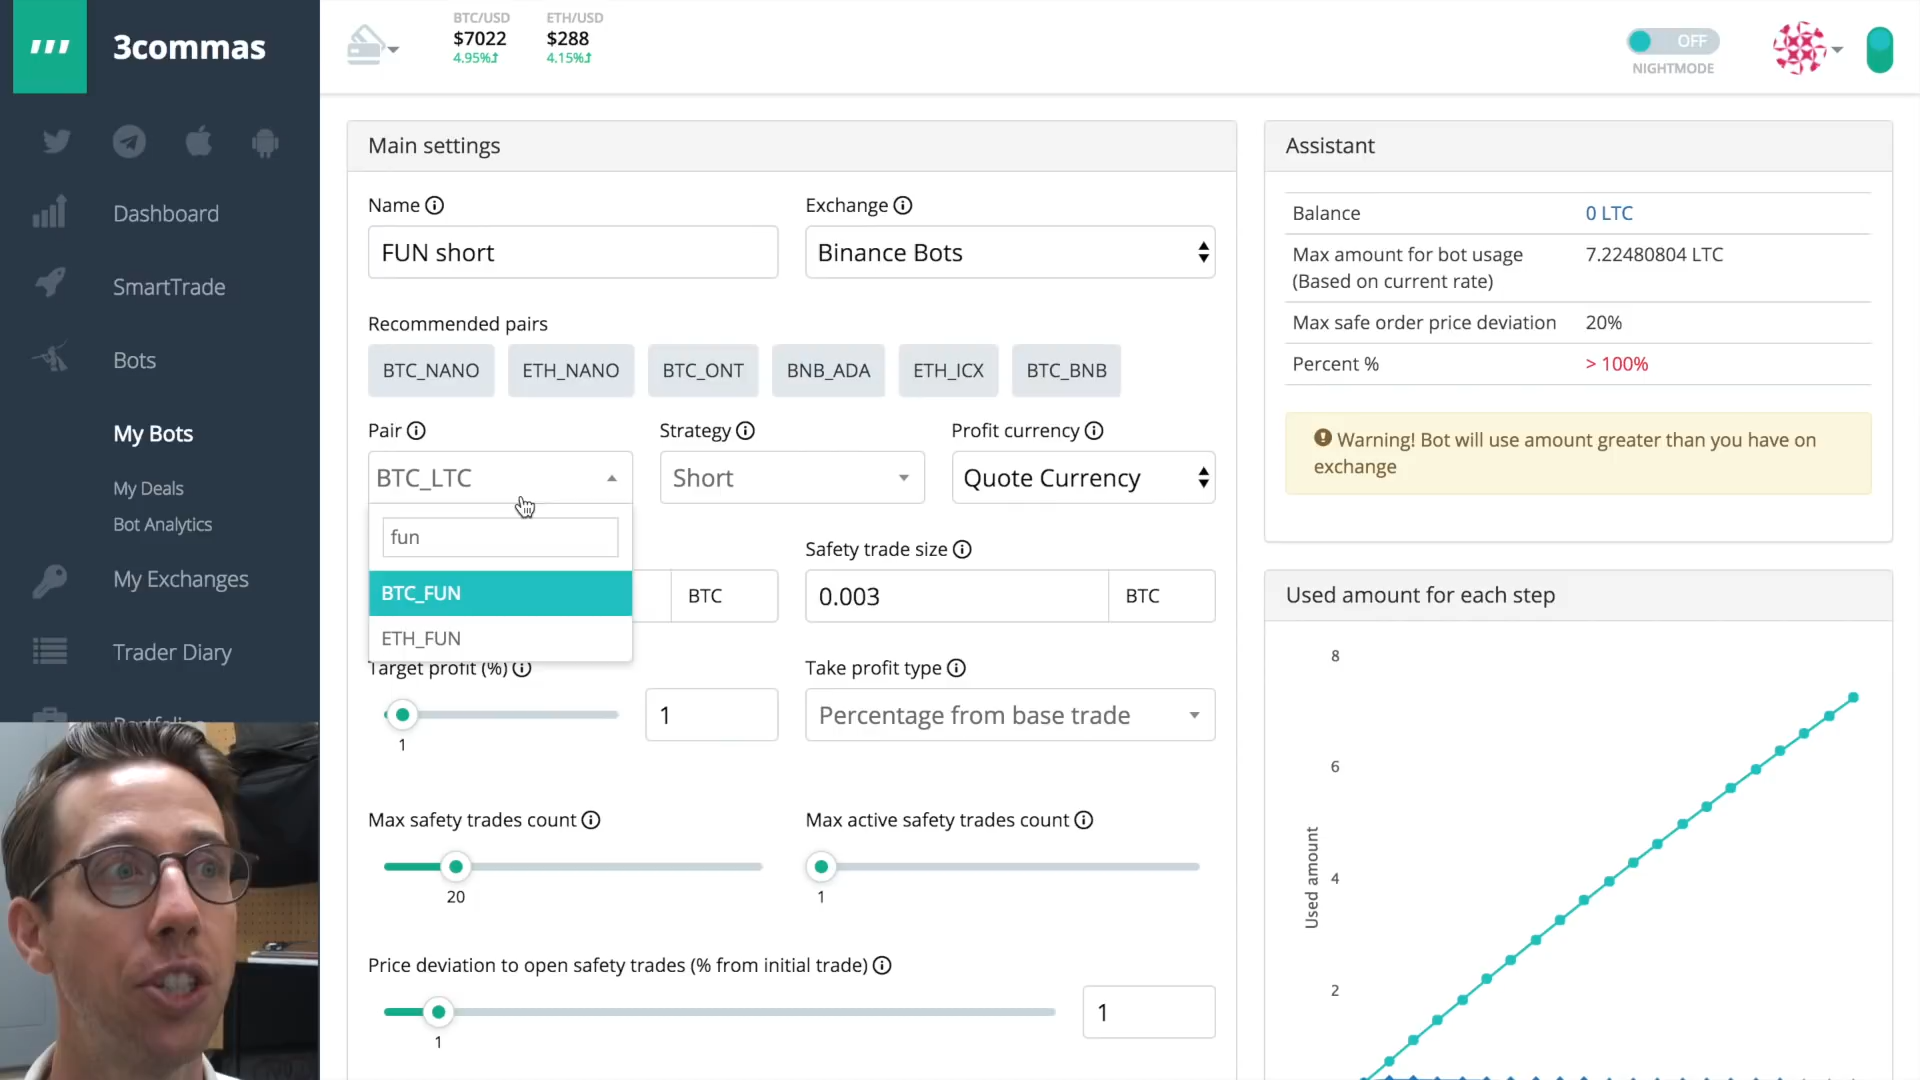 3commas
BTC/USD
$7022
4.95%
ETH/USD
$288
4.15%
OFF
NIGHTMODE
Dashboard
SmartTrade
Bots
My Bots
My Deals
Bot Analytics
My Exchanges
Trader Diary
Main settings
Name
FUN short
Exchange
Binance Bots
Recommended pairs
BTC_NANO
ETH_NANO
BTC_ONT
BNB_ADA
ETH_ICX
BTC_BNB
Pair
BTC_LTC
Strategy
Short
Profit currency
Quote Currency
fun
BTC_FUN
ETH_FUN
BTC
Safety trade size
0.003
BTC
Target profit (%)
1
1
Take profit type
Percentage from base trade
Max safety trades count
20
Max active safety trades count
1
Price deviation to open safety trades (% from initial trade)
1
1
Assistant
Balance
0 LTC
Max amount for bot usage
(Based on current rate)
7.22480804 LTC
Max safe order price deviation
20%
Percent %
> 100%
Warning! Bot will use amount greater than you have on
exchange
Used amount for each step
8
6
4
2
Used amount